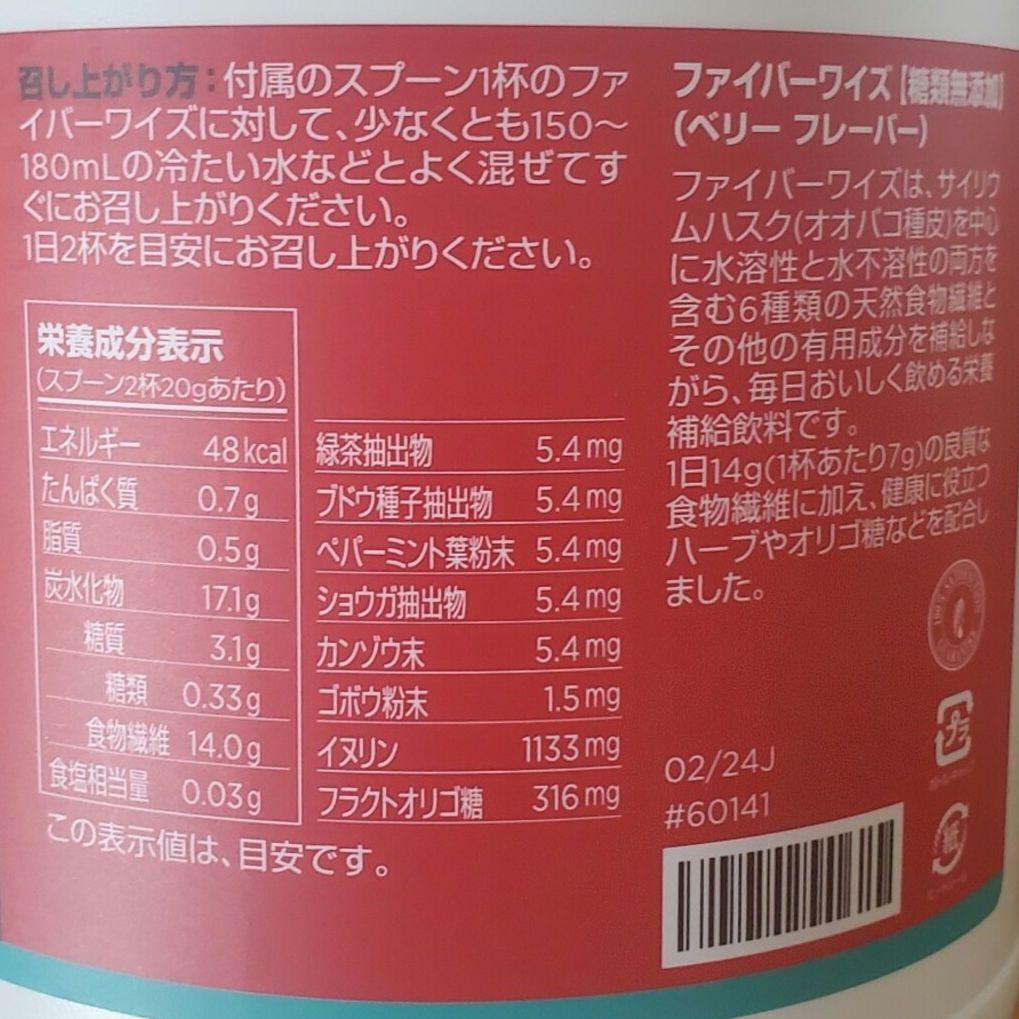 召し上がり方：付属のスプーン1杯のファ
イバーワイズに対して、少なくとも150～
180mLの冷たい水などとよく混ぜてす
ぐにお召し上がりください。
1日2杯を目安にお召し上がりください。
栄養成分表示
(スプーン2杯20gあたり)
エネルギー 48kcal
たんぱく質 0.7g
脂質 0.5g
炭水化物 17.1g
糖質 3.1g
糖類 0.33g
食物繊維 14.0g
食塩相当量 0.03g
この表示値は、目安です。
緑茶抽出物 5.4mg
ブドウ種子抽出物 5.4mg
ペパーミント葉粉末 5.4mg
ショウガ抽出物 5.4mg
カンゾウ末 5.4mg
ゴボウ粉末 1.5mg
イヌリン 1133mg
フラクトオリゴ糖 316mg
ファイバーワイズ【糖類無添加】
(ベリー フレーバー)
ファイバーワイズは、サイリウ
ムハスク(オオバコ種皮)を中心
に水溶性と水不溶性の両方を
含む6種類の天然食物繊維と
その他の有用成分を補給しな
がら、毎日おいしく飲める栄養
補給飲料です。
1日14g(1杯あたり7g)の良質な
食物繊維に加え、健康に役立つ
ハーブやオリゴ糖などを配合し
ました。
プラ
02/24J
#60141
紙